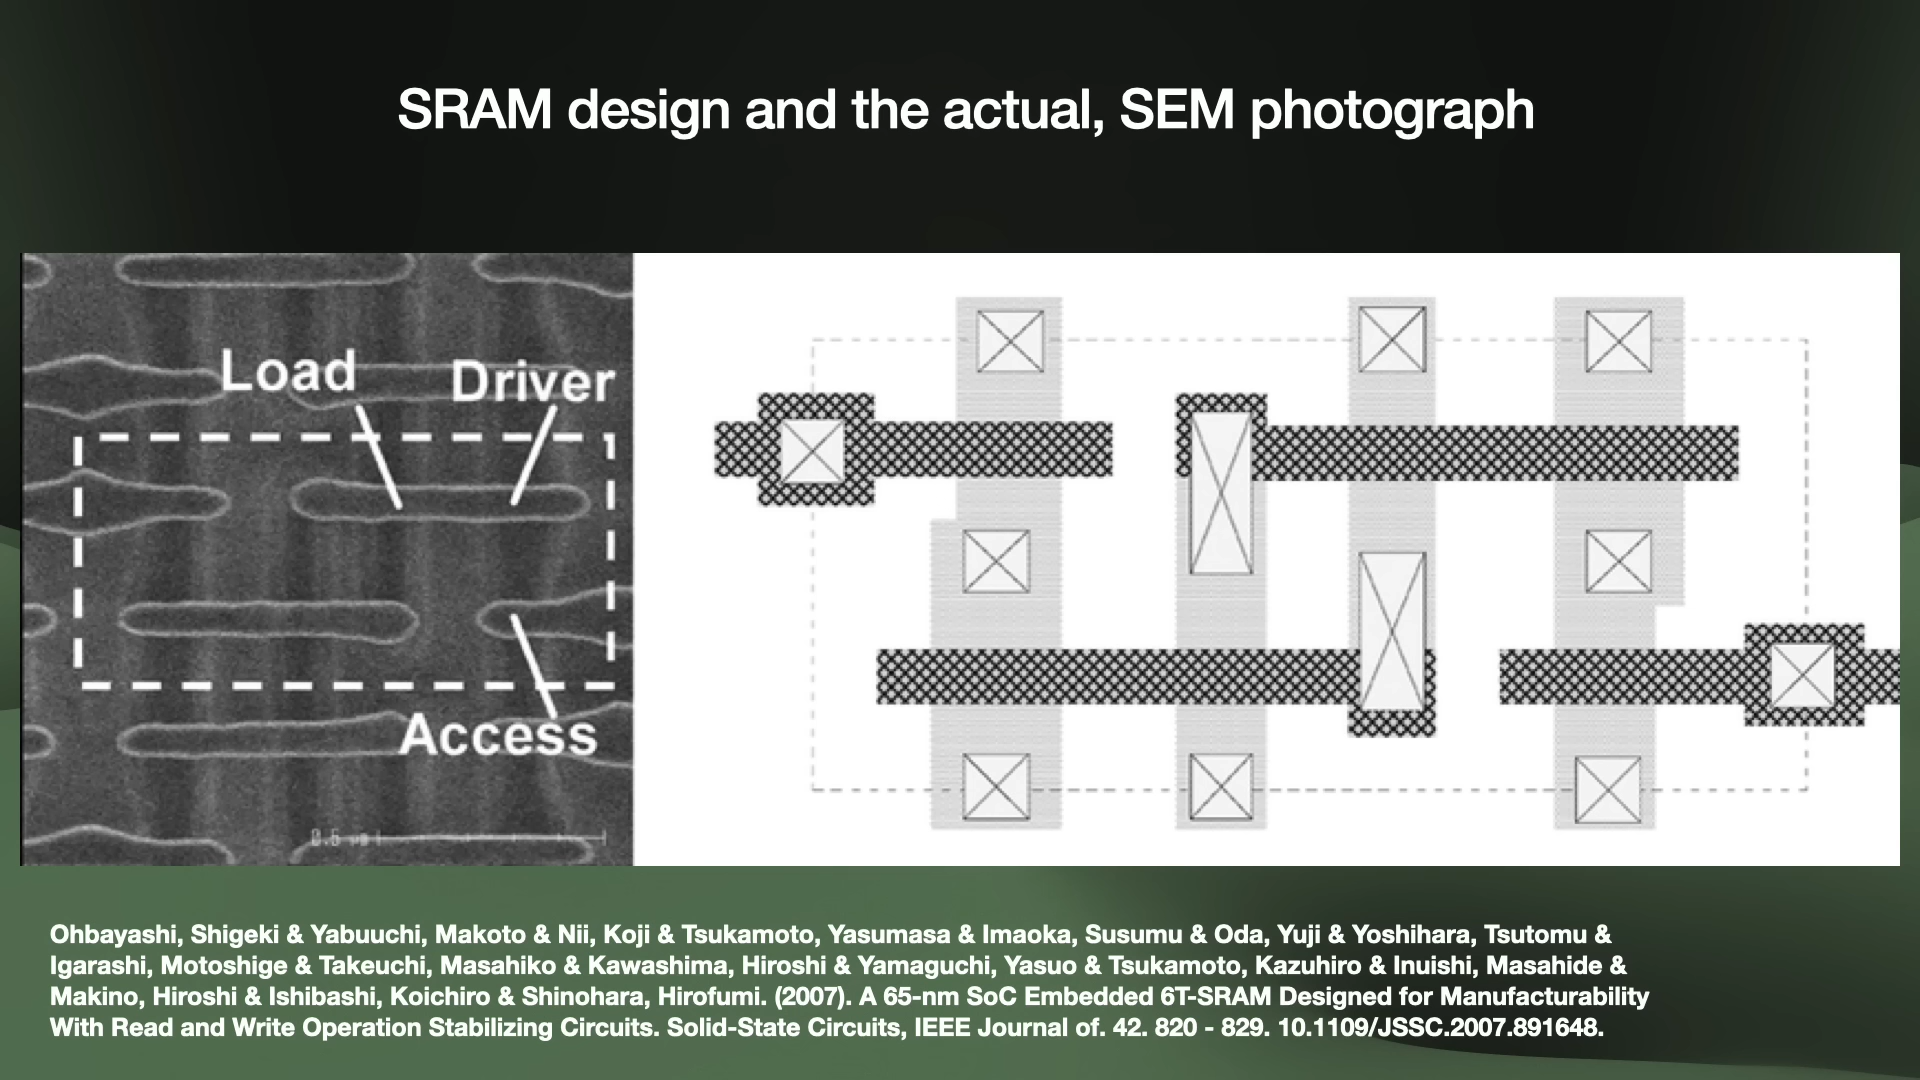 SRAM design and the actual, SEM photograph
Load
Driver
Access
0.5 µm
Ohbayashi, Shigeki & Yabuuchi, Makoto & Nii, Koji & Tsukamoto, Yasumasa & Imaoka, Susumu & Oda, Yuji & Yoshihara, Tsutomu &
Igarashi, Motoshige & Takeuchi, Masahiko & Kawashima, Hiroshi & Yamaguchi, Yasuo & Tsukamoto, Kazuhiro & Inuishi, Masahide &
Makino, Hiroshi & Ishibashi, Koichiro & Shinohara, Hirofumi. (2007). A 65-nm SoC Embedded 6T-SRAM Designed for Manufacturability
With Read and Write Operation Stabilizing Circuits. Solid-State Circuits, IEEE Journal of. 42. 820 - 829. 10.1109/JSSC.2007.891648.